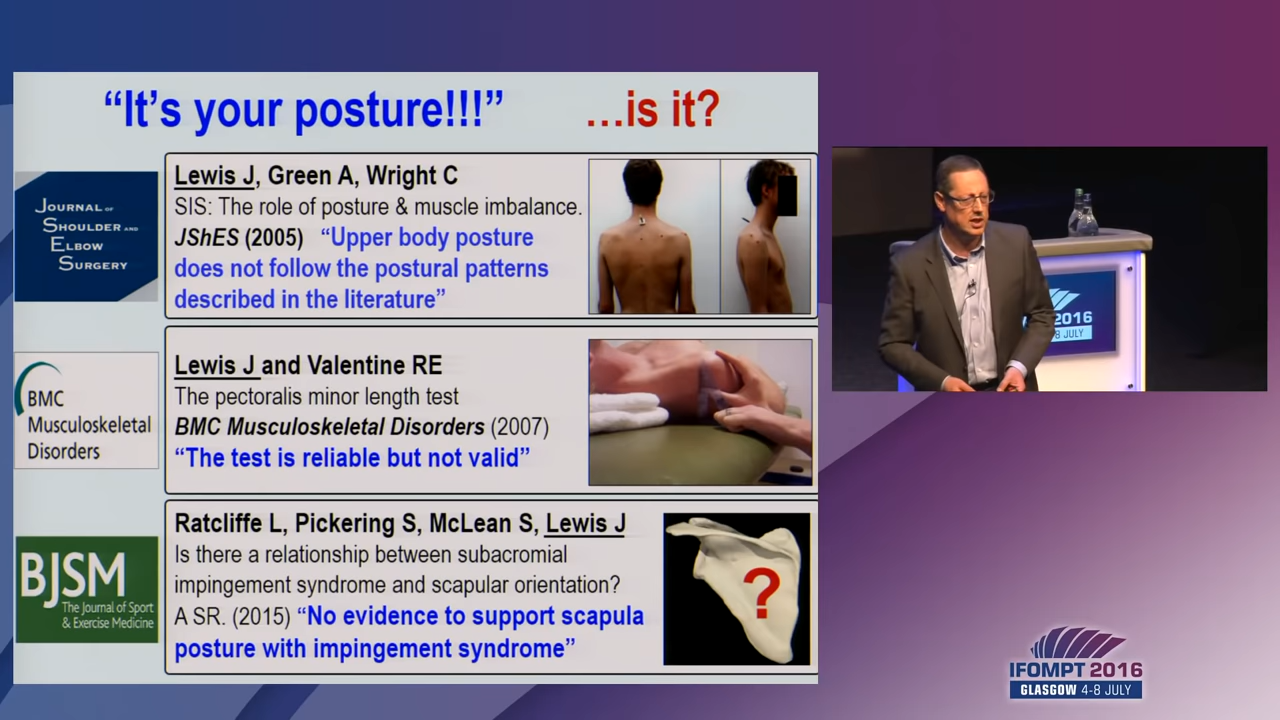 “It’s your posture!!!” …is it?
JOURNAL OF
SHOULDER AND
ELBOW
SURGERY
Lewis J, Green A, Wright C
SIS: The role of posture & muscle imbalance.
JShES (2005) “Upper body posture
does not follow the postural patterns
described in the literature”
BMC
Musculoskeletal
Disorders
Lewis J and Valentine RE
The pectoralis minor length test
BMC Musculoskeletal Disorders (2007)
“The test is reliable but not valid”
BJSM
The Journal of Sport
& Exercise Medicine
Ratcliffe L, Pickering S, McLean S, Lewis J
Is there a relationship between subacromial
impingement syndrome and scapular orientation?
A SR. (2015) “No evidence to support scapula
posture with impingement syndrome”
?
2016
8 JULY
IFOMPT 2016
GLASGOW 4-8 JULY